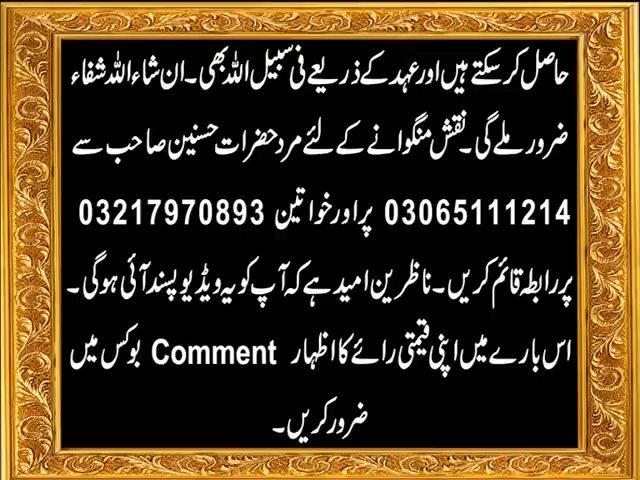 حاصل کر سکتے ہیں اور عہد کے ذریعے فی سبیل اللہ بھی۔ ان شاء اللہ شفاء
ضرور ملے گی۔ نقش منگوانے کے لئے مرد حضرات حسنین صاحب سے
03065111214 پر اور خواتین 03217970893
پر رابطہ قائم کریں۔ ناظرین امید ہے کہ آپ کو یہ ویڈیو پسند آئی ہوگی۔
اس بارے میں اپنی قیمتی رائے کا اظہار Comment بوکس میں
ضرور کریں۔